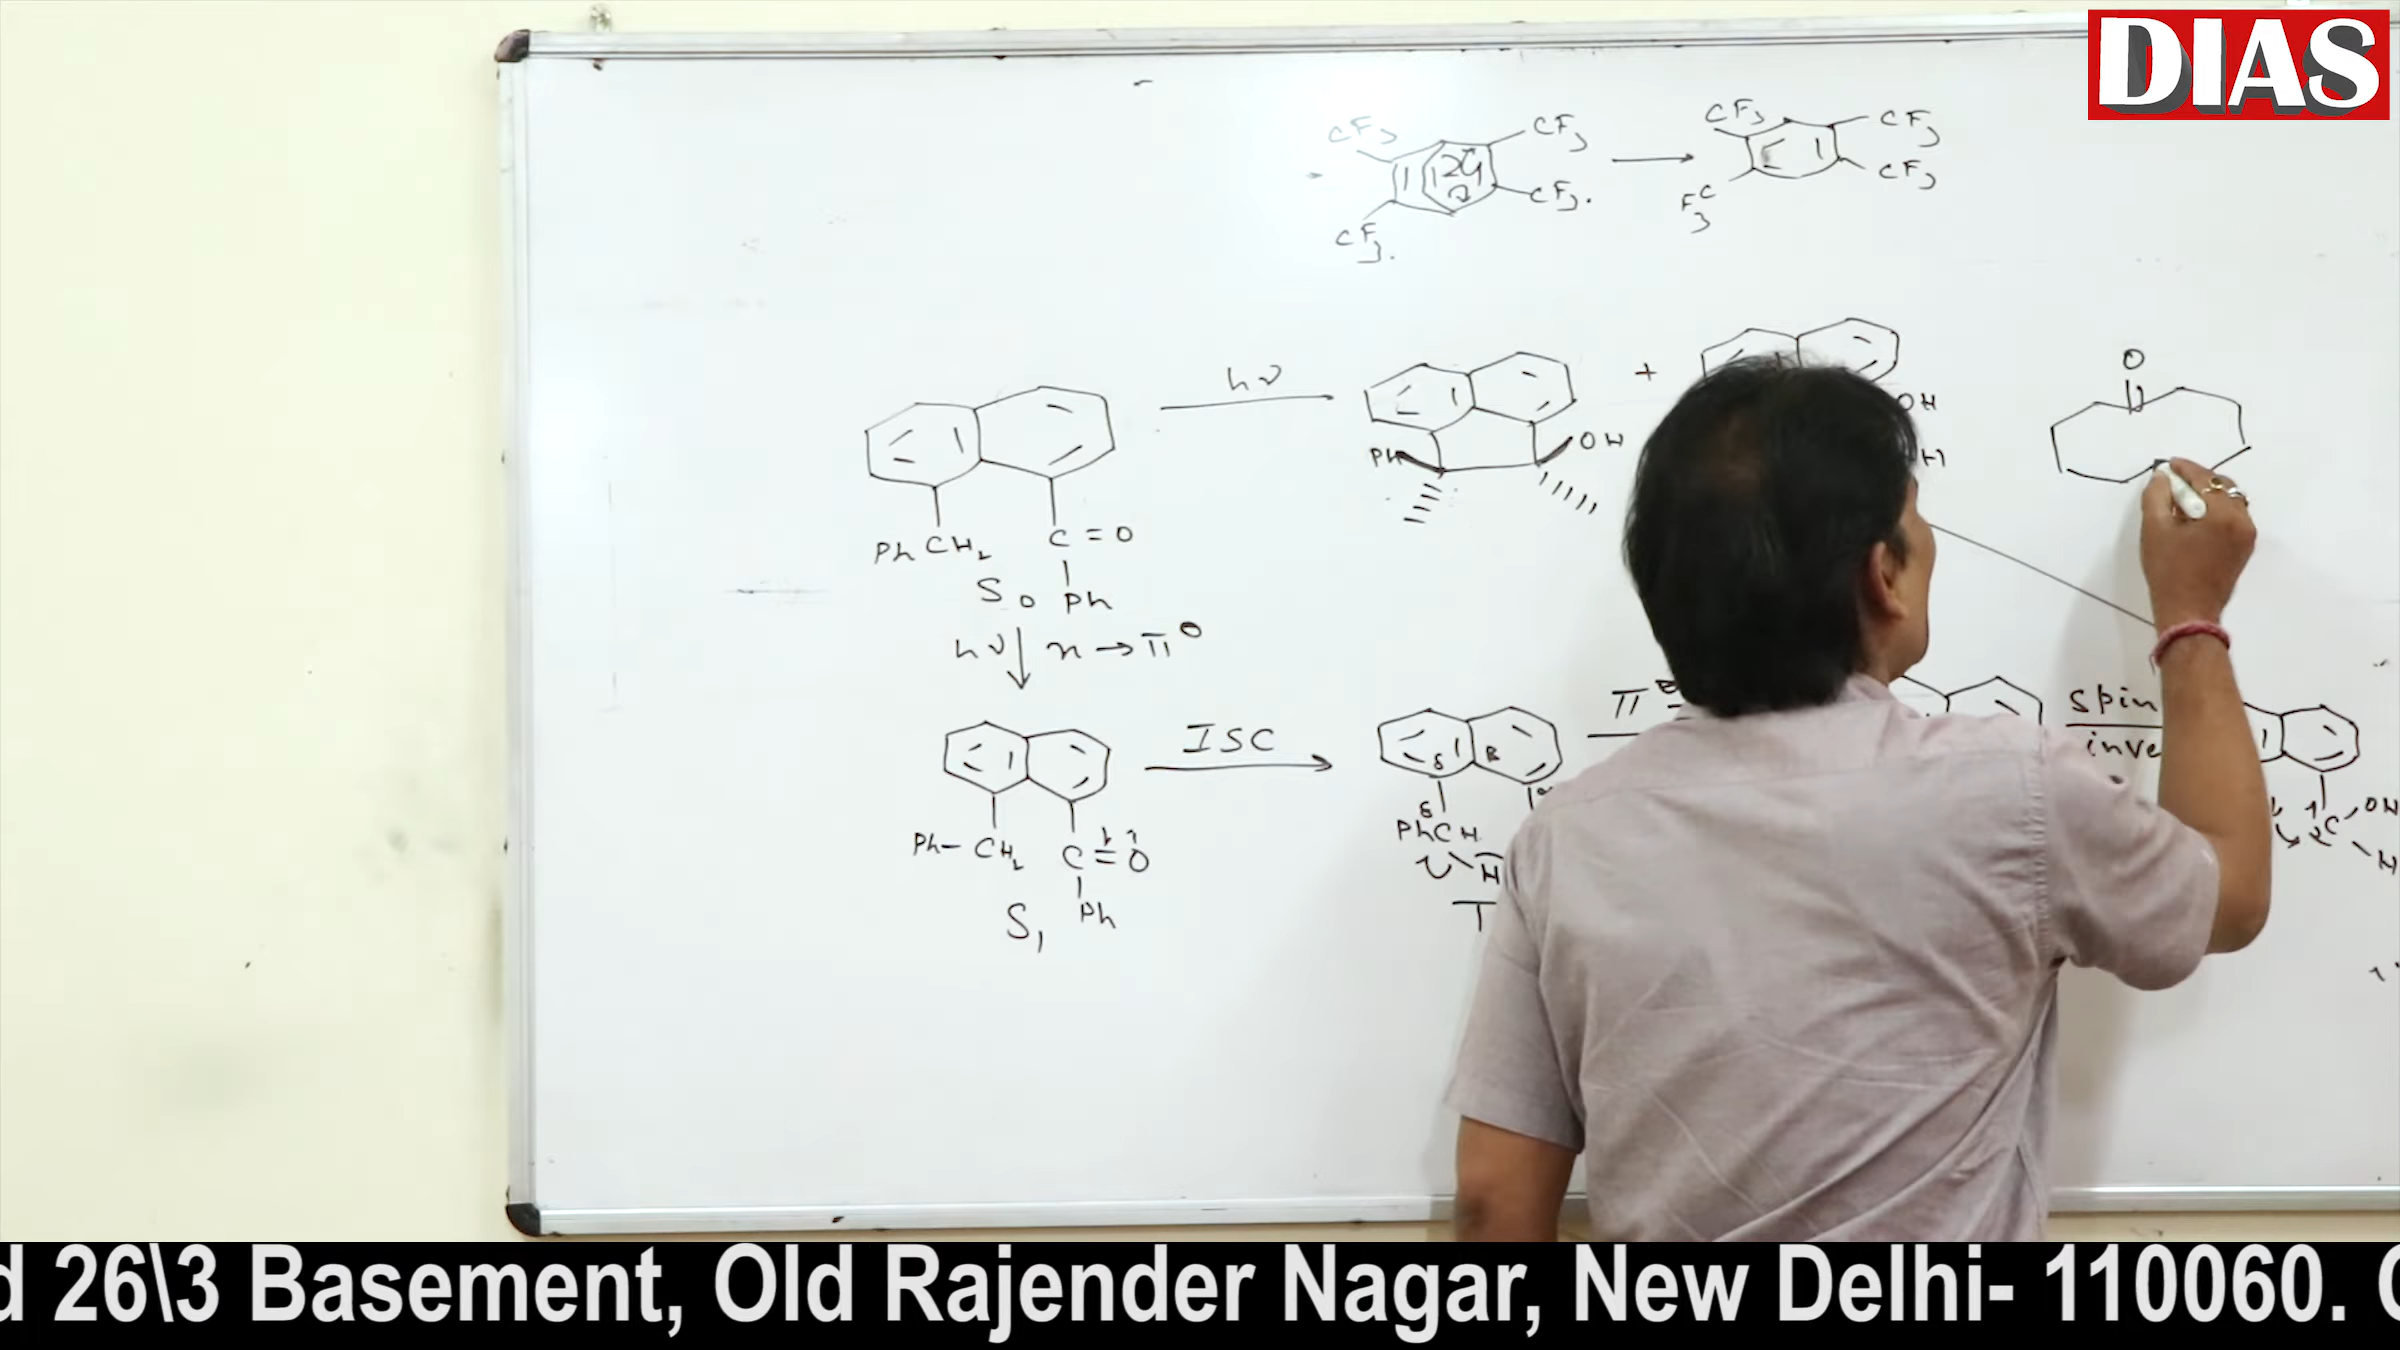 DIAS
CF3 CF3 CF3 CF3
CF3 CF3 CF3 F3C
hν
+
O
Ph OH
OH
H
PhCH2 C=O
S0 Ph
hν n→π
ISC
π
spin
inve
Ph-CH2 C=O
Ph
S1
PhCH
H
T
OH
C
H
d 26\3 Basement, Old Rajender Nagar, New Delhi- 110060. C